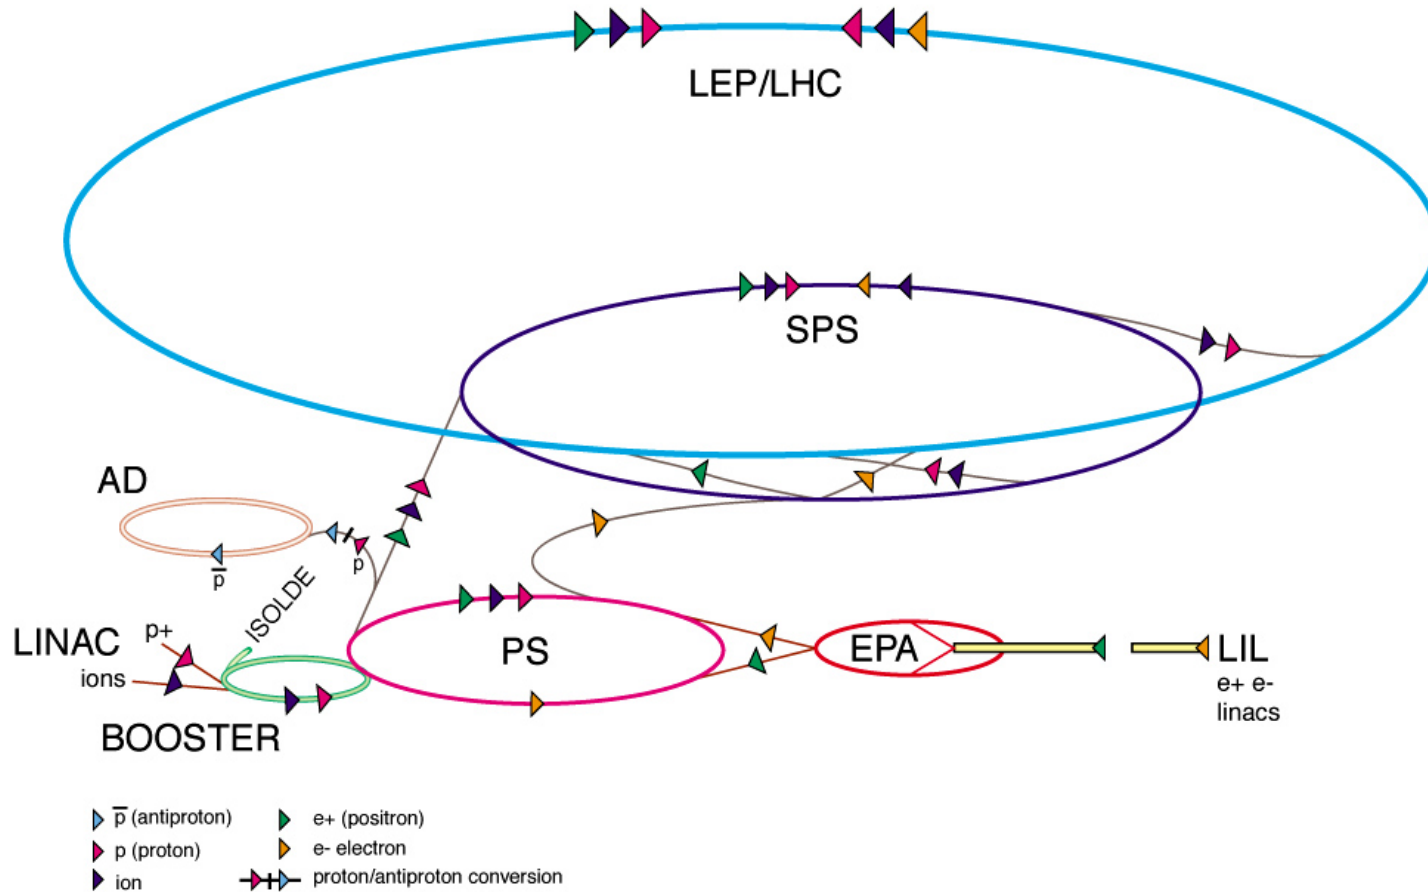 LEP/LHC
SPS
AD
p̅
p
ISOLDE
LINAC
p+
ions
BOOSTER
PS
EPA
LIL
e+ e-
linacs
p̅ (antiproton)
p (proton)
ion
e+ (positron)
e- electron
proton/antiproton conversion